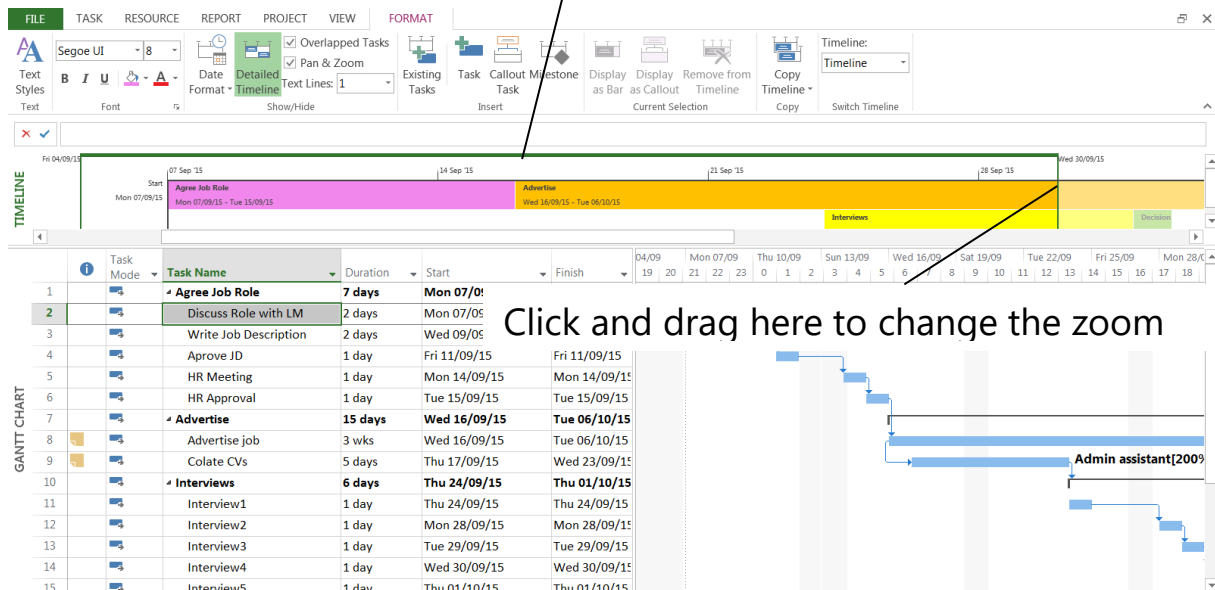 FILE TASK RESOURCE REPORT PROJECT VIEW FORMAT
Segoe UI 8
B I U A
Text Styles
Date Format
Detailed Timeline
Overlapped Tasks
Pan & Zoom
Text Lines: 1
Existing Tasks
Task
Callout Task
Milestone
Display as Bar
Display as Callout
Remove from Timeline
Copy Timeline
Timeline:
Timeline
Text Font Show/Hide Insert Current Selection Copy Switch Timeline
TIMELINE
Fri 04/09/15 Wed 30/09/15
07 Sep '15 14 Sep '15 21 Sep '15 28 Sep '15
Start
Mon 07/09/15
Agree Job Role
Mon 07/09/15 - Tue 15/09/15
Advertise
Wed 16/09/15 - Tue 06/10/15
Interviews Decision
GANTT CHART
Task Mode Task Name Duration Start Finish
04/09 Mon 07/09 Thu 10/09 Sun 13/09 Wed 16/09 Sat 19/09 Tue 22/09 Fri 25/09 Mon 28/0
19 20 21 22 23 0 1 2 3 4 5 6 7 8 9 10 11 12 13 14 15 16 17 18
1 Agree Job Role 7 days Mon 07/09
2 Discuss Role with LM 2 days Mon 07/09
3 Write Job Description 2 days Wed 09/09
Click and drag here to change the zoom
4 Aprove JD 1 day Fri 11/09/15 Fri 11/09/15
5 HR Meeting 1 day Mon 14/09/15 Mon 14/09/15
6 HR Approval 1 day Tue 15/09/15 Tue 15/09/15
7 Advertise 15 days Wed 16/09/15 Tue 06/10/15
8 Advertise job 3 wks Wed 16/09/15 Tue 06/10/15
9 Colate CVs 5 days Thu 17/09/15 Wed 23/09/15 Admin assistant[200%
10 Interviews 6 days Thu 24/09/15 Thu 01/10/15
11 Interview1 1 day Thu 24/09/15 Thu 24/09/15
12 Interview2 1 day Mon 28/09/15 Mon 28/09/15
13 Interview3 1 day Tue 29/09/15 Tue 29/09/15
14 Interview4 1 day Wed 30/09/15 Wed 30/09/15
15 Interview5 1 day Thu 01/10/15 Thu 01/10/15